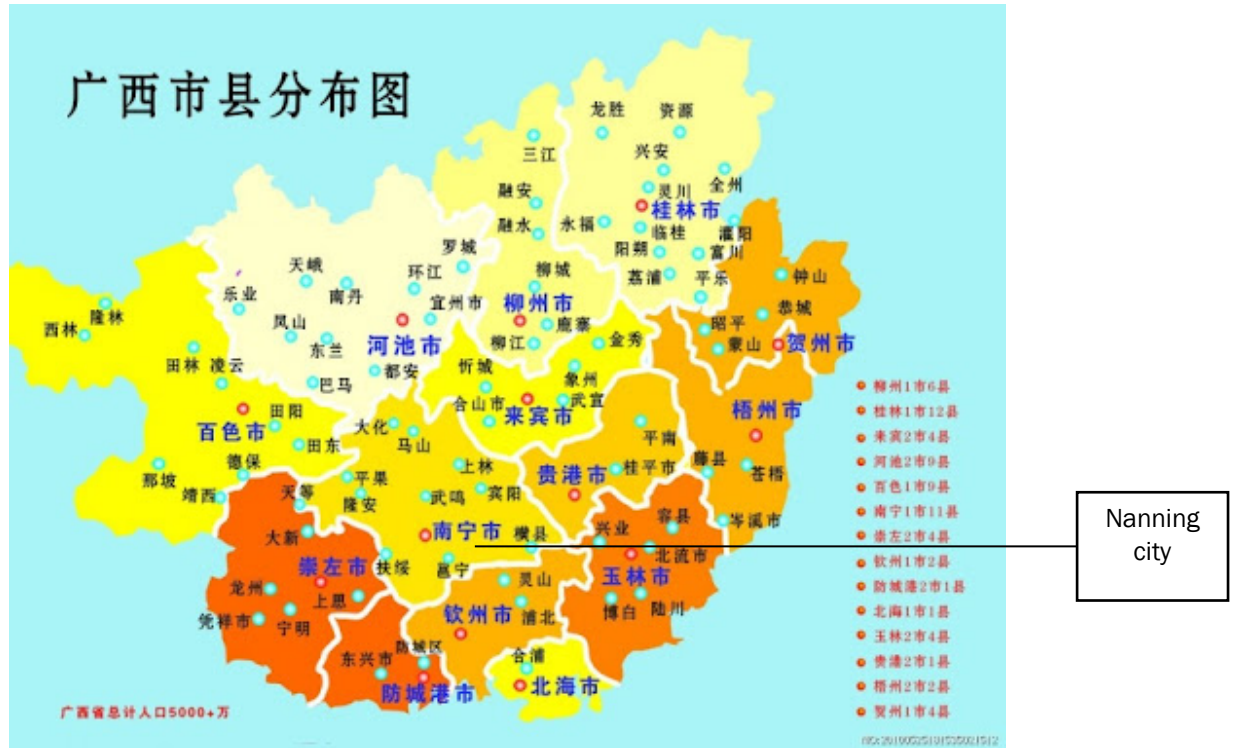 广西市县分布图
龙胜
资源
三江
兴安
融安
灵川
全州
桂林市
融水
永福
临桂
灌阳
罗城
阳朔
富川
天峨
环江
柳城
荔浦
平乐
钟山
乐业
南丹
宜州市
柳州市
恭城
西林
隆林
凤山
河池市
鹿寨
昭平
东兰
柳江
金秀
蒙山
贺州市
田林
凌云
巴马
都安
忻城
象州
合山市
来宾市
武宣
梧州市
百色市
田阳
大化
马山
平南
田东
德保
上林
贵港市
桂平市
藤县
苍梧
那坡
靖西
天等
平果
隆安
武鸣
宾阳
岑溪市
大新
南宁市
横县
兴业
容县
崇左市
扶绥
邕宁
北流市
龙州
上思
灵山
玉林市
凭祥市
宁明
钦州市
浦北
博白
陆川
东兴市
防城区
合浦
防城港市
北海市
柳州1市6县
桂林1市12县
来宾2市4县
河池2市9县
百色1市9县
南宁1市11县
崇左2市4县
钦州1市2县
防城港2市1县
北海1市1县
玉林2市4县
贵港2市1县
梧州2市2县
贺州1市4县
广西省总计人口5000+万
Nanning
city